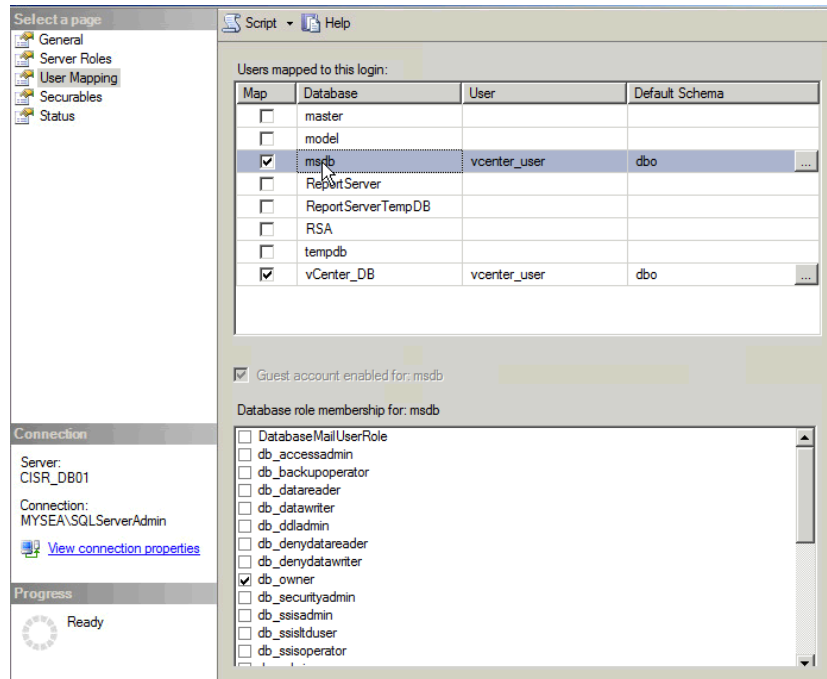 Select a page
General
Server Roles
User Mapping
Securables
Status
Script Help
Users mapped to this login:
Map Database User Default Schema
master
model
msdb vcenter_user dbo ...
ReportServer
ReportServerTempDB
RSA
tempdb
vCenter_DB vcenter_user dbo ...
Guest account enabled for: msdb
Database role membership for: msdb
DatabaseMailUserRole
db_accessadmin
db_backupoperator
db_datareader
db_datawriter
db_ddladmin
db_denydatareader
db_denydatawriter
db_owner
db_securityadmin
db_ssisadmin
db_ssisltduser
db_ssisoperator
Connection
Server:
CISR_DB01
Connection:
MYSEA\SQLServerAdmin
View connection properties
Progress
Ready